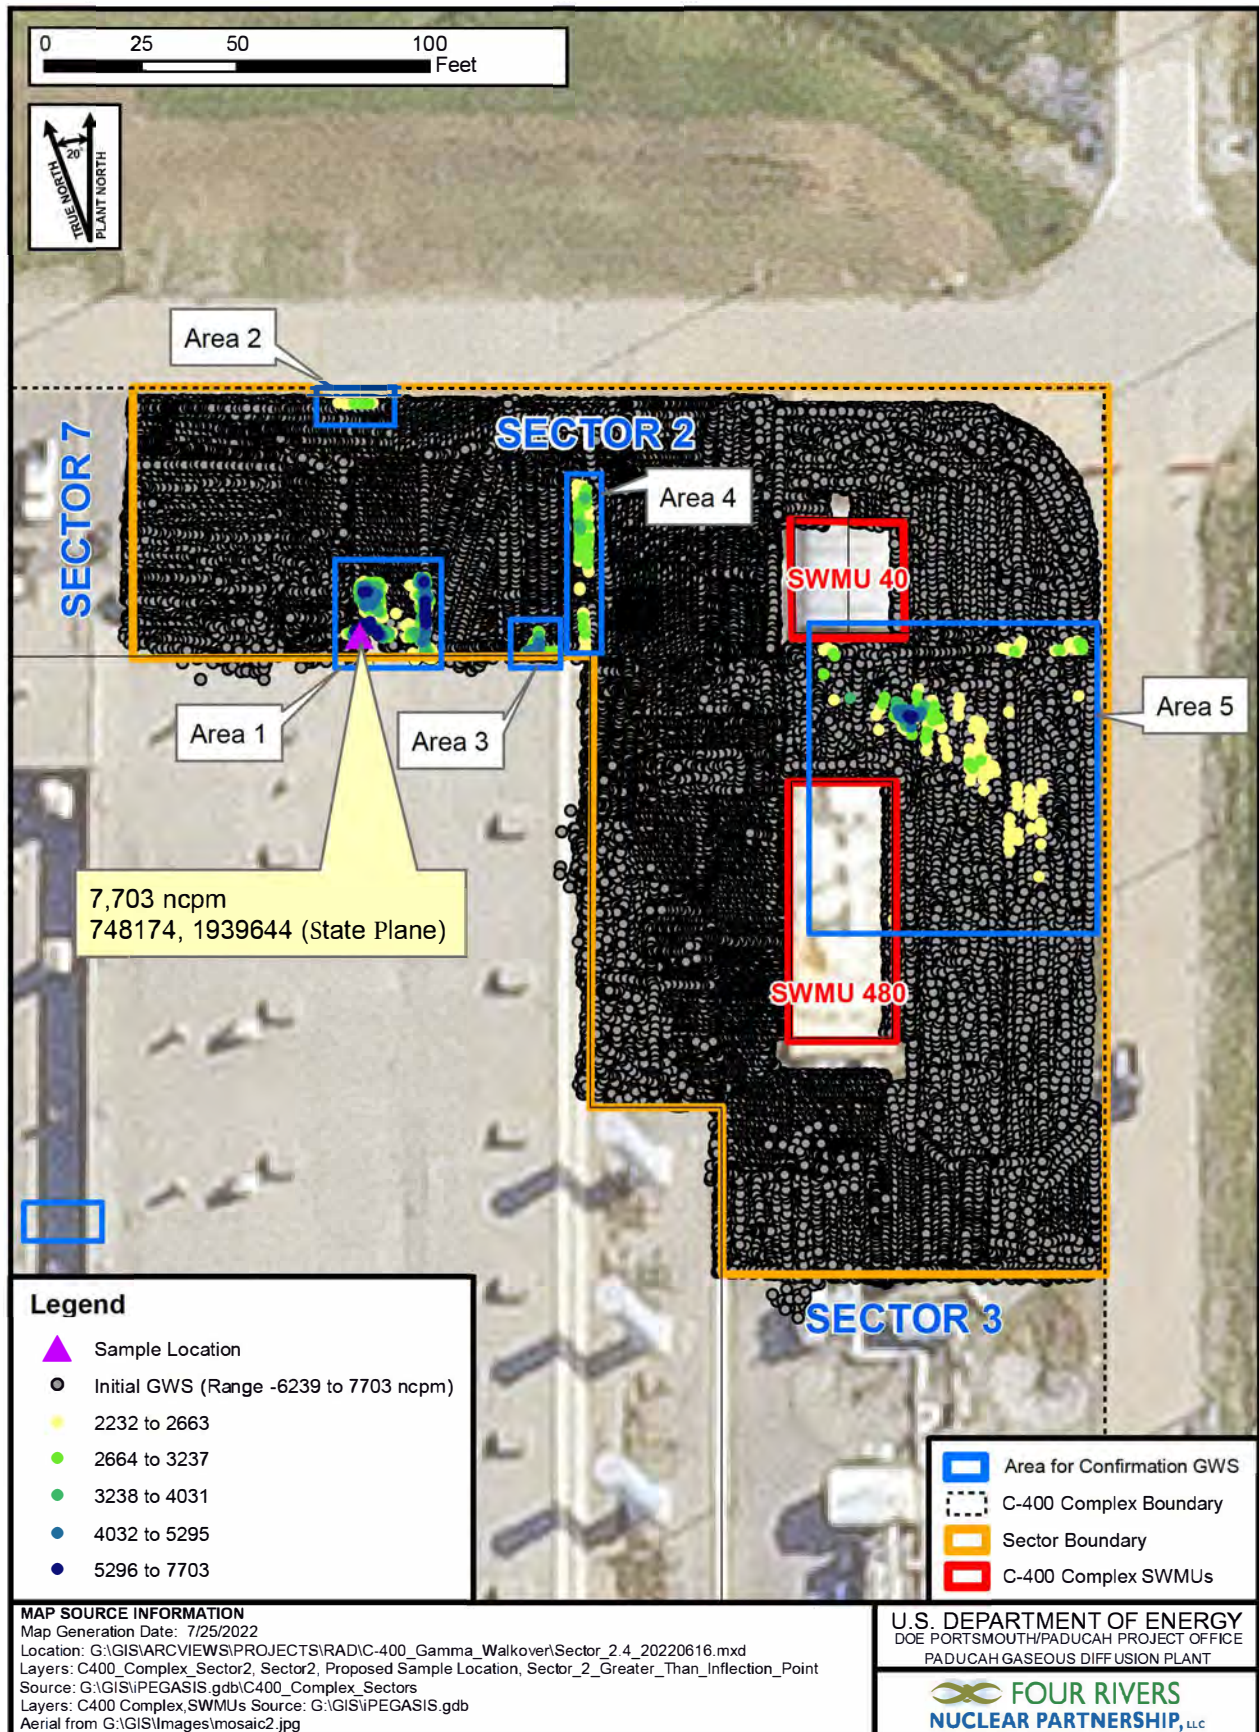 0 25 50 100
Feet
20°
TRUE NORTH
PLANT NORTH
Area 2
SECTOR 7
SECTOR 2
Area 4
SWMU 40
Area 1
Area 3
Area 5
7,703 ncpm
748174, 1939644 (State Plane)
SWMU 480
SECTOR 3
Legend
Sample Location
Initial GWS (Range -6239 to 7703 ncpm)
2232 to 2663
2664 to 3237
3238 to 4031
4032 to 5295
5296 to 7703
Area for Confirmation GWS
C-400 Complex Boundary
Sector Boundary
C-400 Complex SWMUs
MAP SOURCE INFORMATION
Map Generation Date: 7/25/2022
Location: G:\GIS\ARCVIEWS\PROJECTS\RAD\C-400_Gamma_Walkover\Sector_2.4_20220616.mxd
Layers: C400_Complex_Sector2, Sector2, Proposed Sample Location, Sector_2_Greater_Than_Inflection_Point
Source: G:\GIS\iPEGASIS.gdb\C400_Complex_Sectors
Layers: C400 Complex,SWMUs Source: G:\GIS\iPEGASIS.gdb
Aerial from G:\GIS\Images\mosaic2.jpg
U.S. DEPARTMENT OF ENERGY
DOE PORTSMOUTH/PADUCAH PROJECT OFFICE
PADUCAH GASEOUS DIFFUSION PLANT
FOUR RIVERS
NUCLEAR PARTNERSHIP, LLC